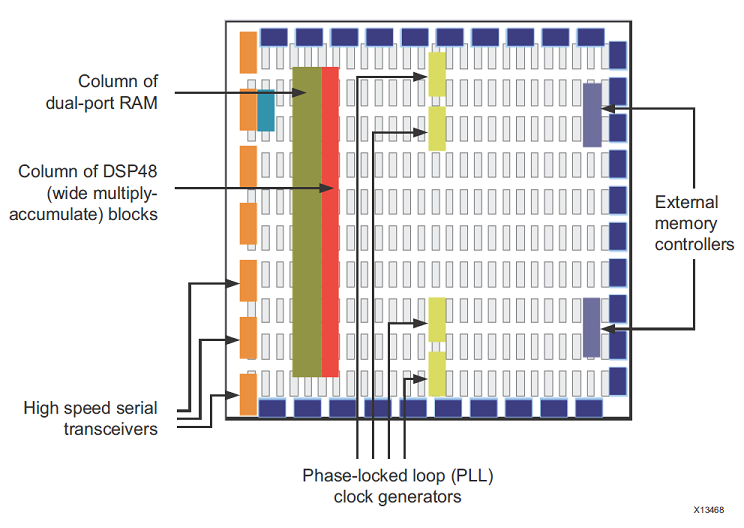 Column of
dual-port RAM
Column of DSP48
(wide multiply-
accumulate) blocks
External
memory
controllers
High speed serial
transceivers
Phase-locked loop (PLL)
clock generators
X13468